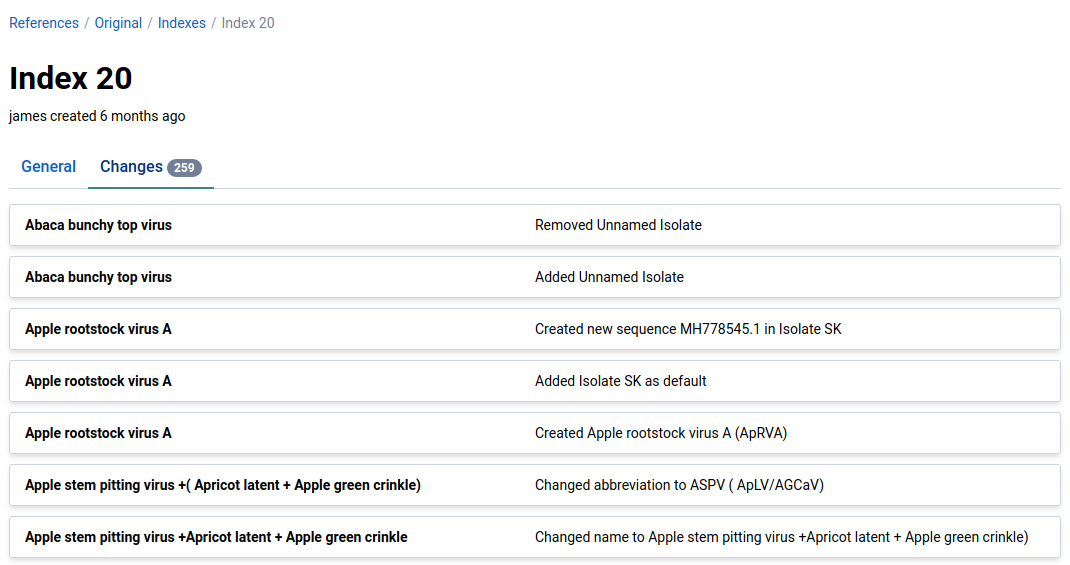 References / Original / Indexes / Index 20
Index 20
james created 6 months ago
General Changes 259
Abaca bunchy top virus Removed Unnamed Isolate
Abaca bunchy top virus Added Unnamed Isolate
Apple rootstock virus A Created new sequence MH778545.1 in Isolate SK
Apple rootstock virus A Added Isolate SK as default
Apple rootstock virus A Created Apple rootstock virus A (ApRVA)
Apple stem pitting virus +( Apricot latent + Apple green crinkle) Changed abbreviation to ASPV ( ApLV/AGCaV)
Apple stem pitting virus +Apricot latent + Apple green crinkle Changed name to Apple stem pitting virus +Apricot latent + Apple green crinkle)